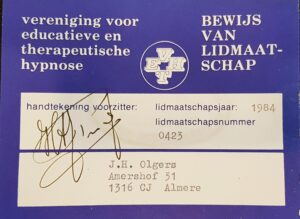 vereniging voor
educatieve en
therapeutische
hypnose
VEHT
BEWIJS
VAN
LIDMAAT-
SCHAP
handtekening voorzitter:
lidmaatschapsjaar: 1984
lidmaatschapsnummer
0423
J.H. Olgers
Amershof 31
1316 CJ Almere